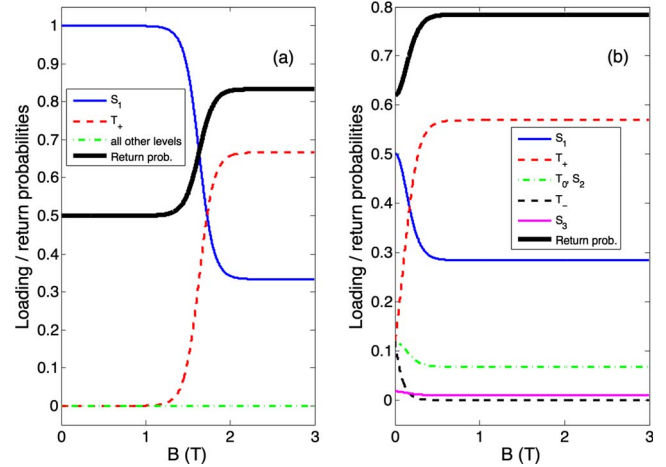 (a)
1
0.9
0.8
0.7
0.6
0.5
0.4
0.3
0.2
0.1
0
Loading / return probabilities
S₁
T₊
all other levels
Return prob.
0 1 2 3
B (T)
(b)
0.8
0.7
0.6
0.5
0.4
0.3
0.2
0.1
0
Loading / return probabilities
S₁
T₊
T₀, S₂
T₋
S₃
Return prob.
0 1 2 3
B (T)